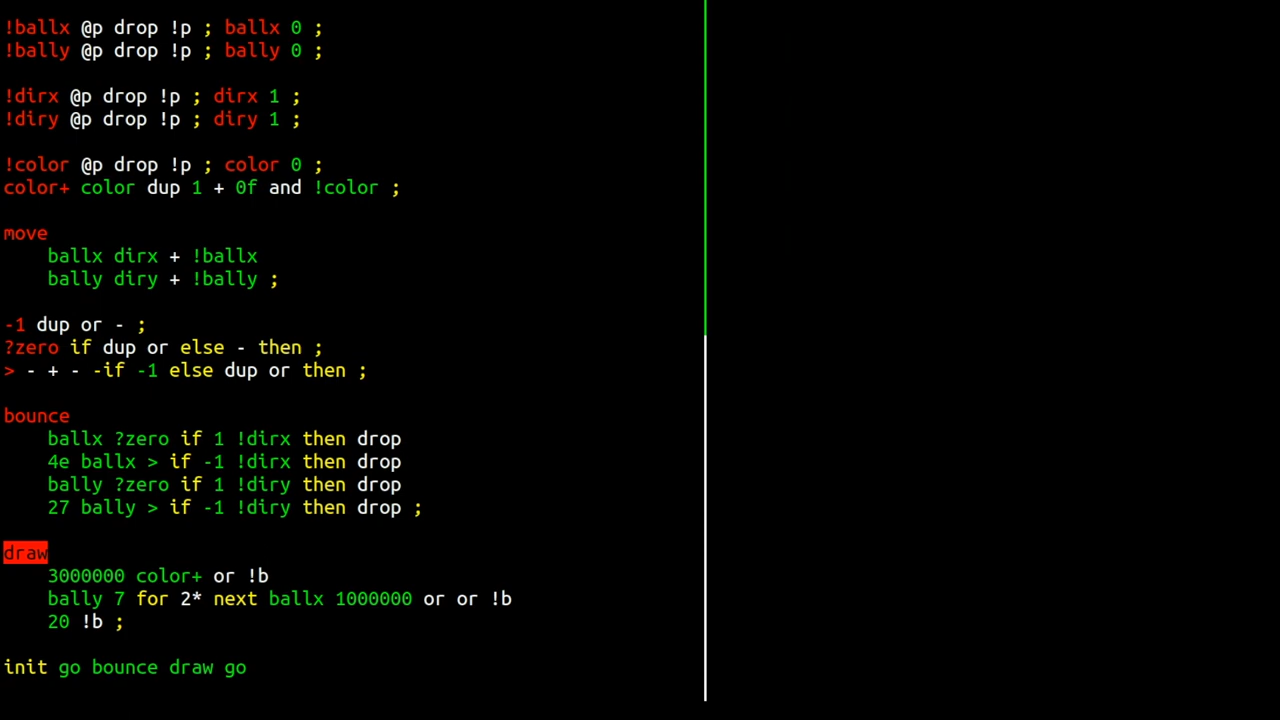 !ballx @p drop !p ; ballx 0 ;
!bally @p drop !p ; bally 0 ;
!dirx @p drop !p ; dirx 1 ;
!diry @p drop !p ; diry 1 ;
!color @p drop !p ; color 0 ;
color+ color dup 1 + 0f and !color ;
move
ballx dirx + !ballx
bally diry + !bally ;
-1 dup or - ;
?zero if dup or else - then ;
> - + - -if -1 else dup or then ;
bounce
ballx ?zero if 1 !dirx then drop
4e ballx > if -1 !dirx then drop
bally ?zero if 1 !diry then drop
27 bally > if -1 !diry then drop ;
draw
3000000 color+ or !b
bally 7 for 2* next ballx 1000000 or or !b
20 !b ;
init go bounce draw go